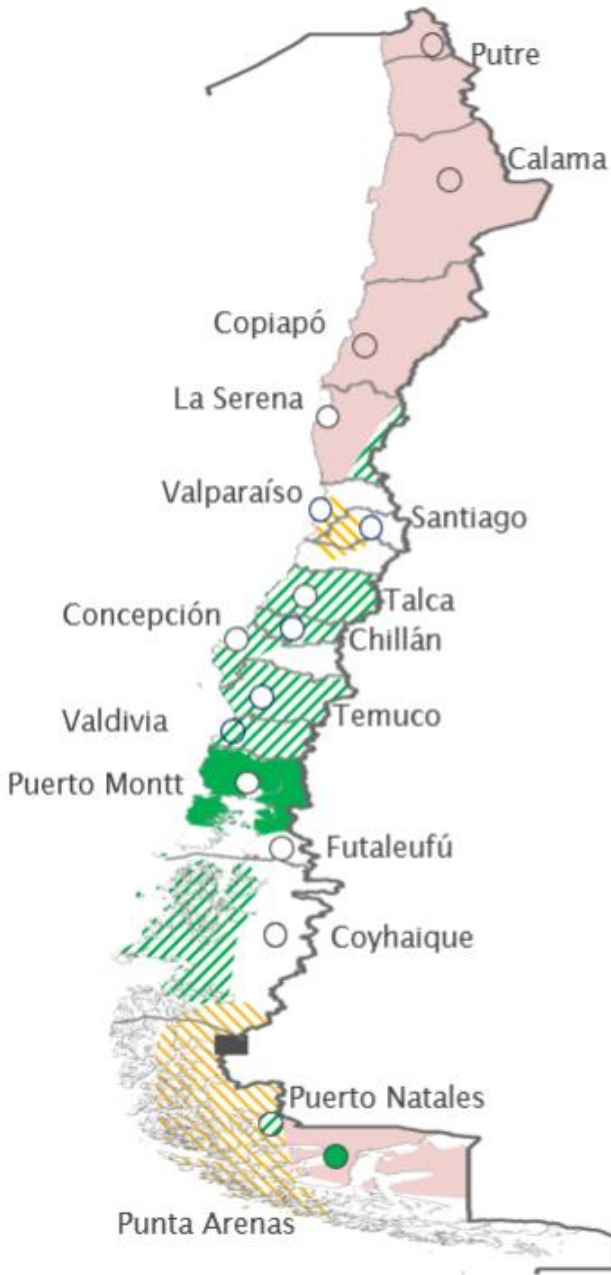 Putre
Calama
Copiapó
La Serena
Valparaíso
Santiago
Talca
Concepción
Chillán
Temuco
Valdivia
Puerto Montt
Futaleufú
Coyhaique
Puerto Natales
Punta Arenas